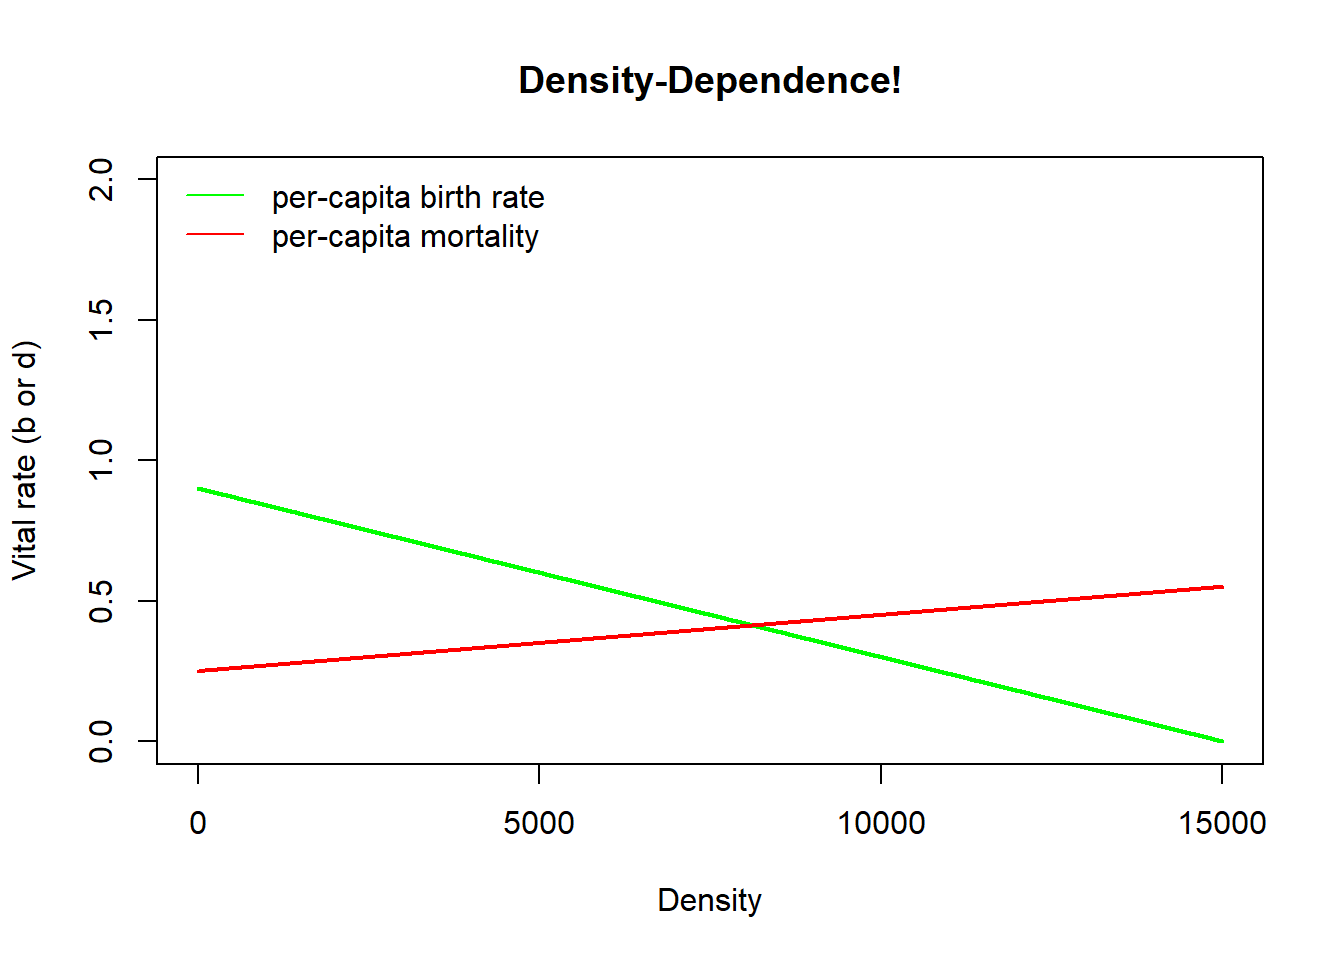 Density-Dependence!
per-capita birth rate
per-capita mortality
Vital rate (b or d)
2.0
1.5
1.0
0.5
0.0
0 5000 10000 15000
Density